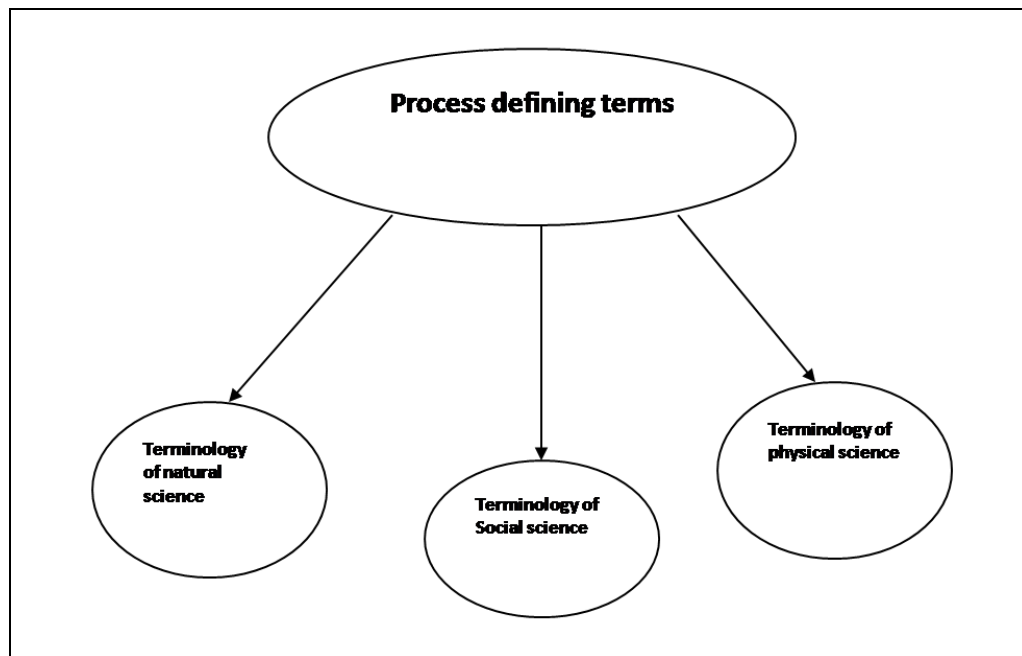 Process defining terms
Terminology
of natural
science
Terminology of
Social science
Terminology of
physical science